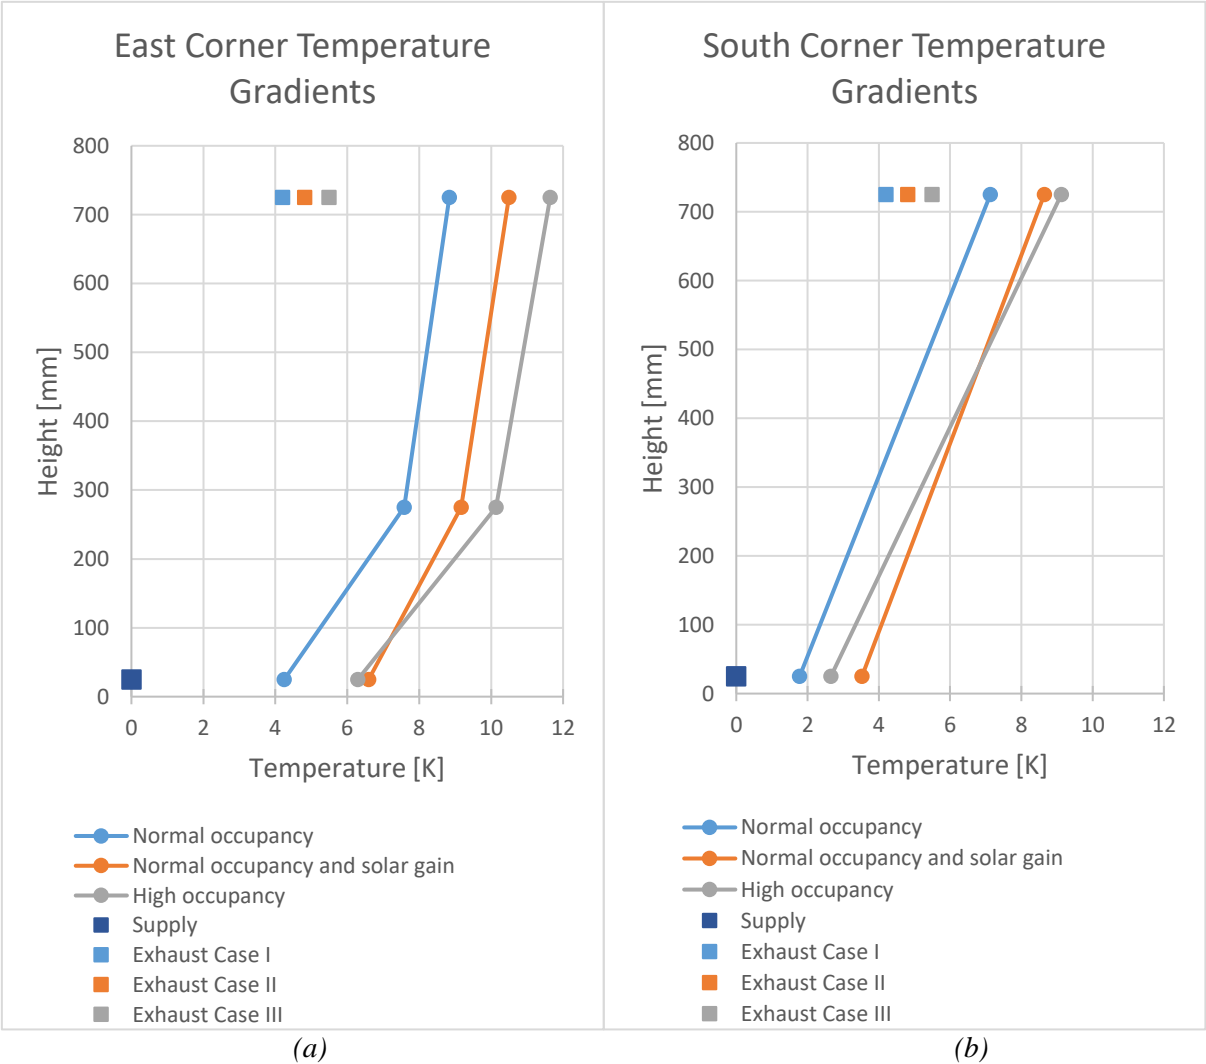 East Corner Temperature
Gradients
800
700
600
500
400
300
200
100
0
Height [mm]
0 2 4 6 8 10 12
Temperature [K]
Normal occupancy
Normal occupancy and solar gain
High occupancy
Supply
Exhaust Case I
Exhaust Case II
Exhaust Case III
(a)
South Corner Temperature
Gradients
800
700
600
500
400
300
200
100
0
Height [mm]
0 2 4 6 8 10 12
Temperature [K]
Normal occupancy
Normal occupancy and solar gain
High occupancy
Supply
Exhaust Case I
Exhaust Case II
Exhaust Case III
(b)